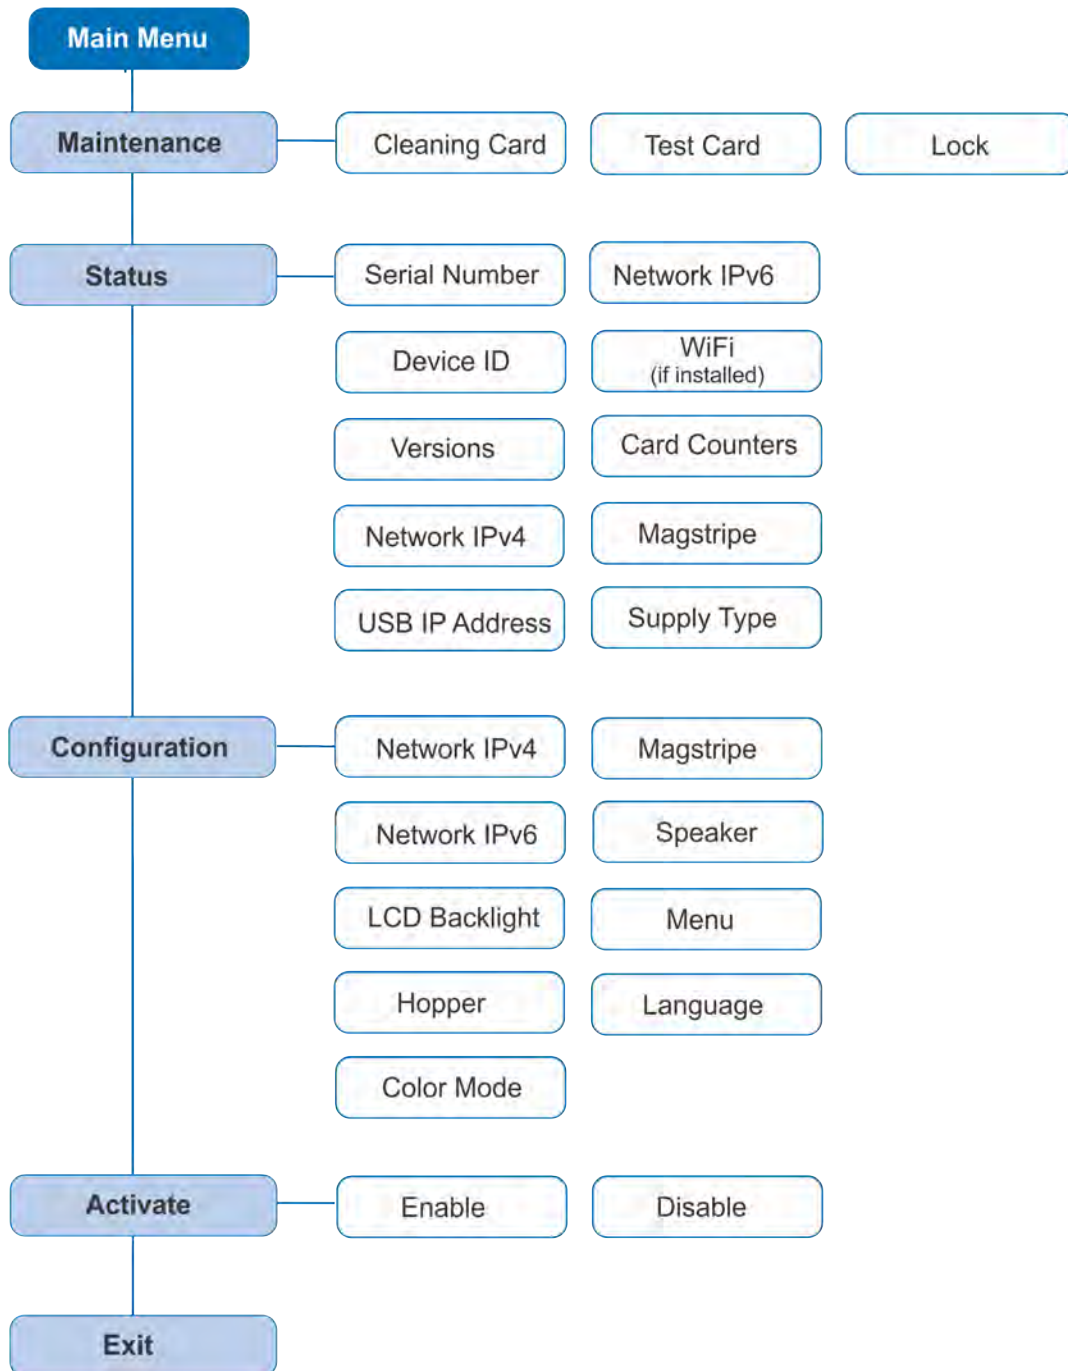 Main Menu
Maintenance
Cleaning Card
Test Card
Lock
Status
Serial Number
Network IPv6
Device ID
WiFi
(if installed)
Versions
Card Counters
Network IPv4
Magstripe
USB IP Address
Supply Type
Configuration
Network IPv4
Magstripe
Network IPv6
Speaker
LCD Backlight
Menu
Hopper
Language
Color Mode
Activate
Enable
Disable
Exit